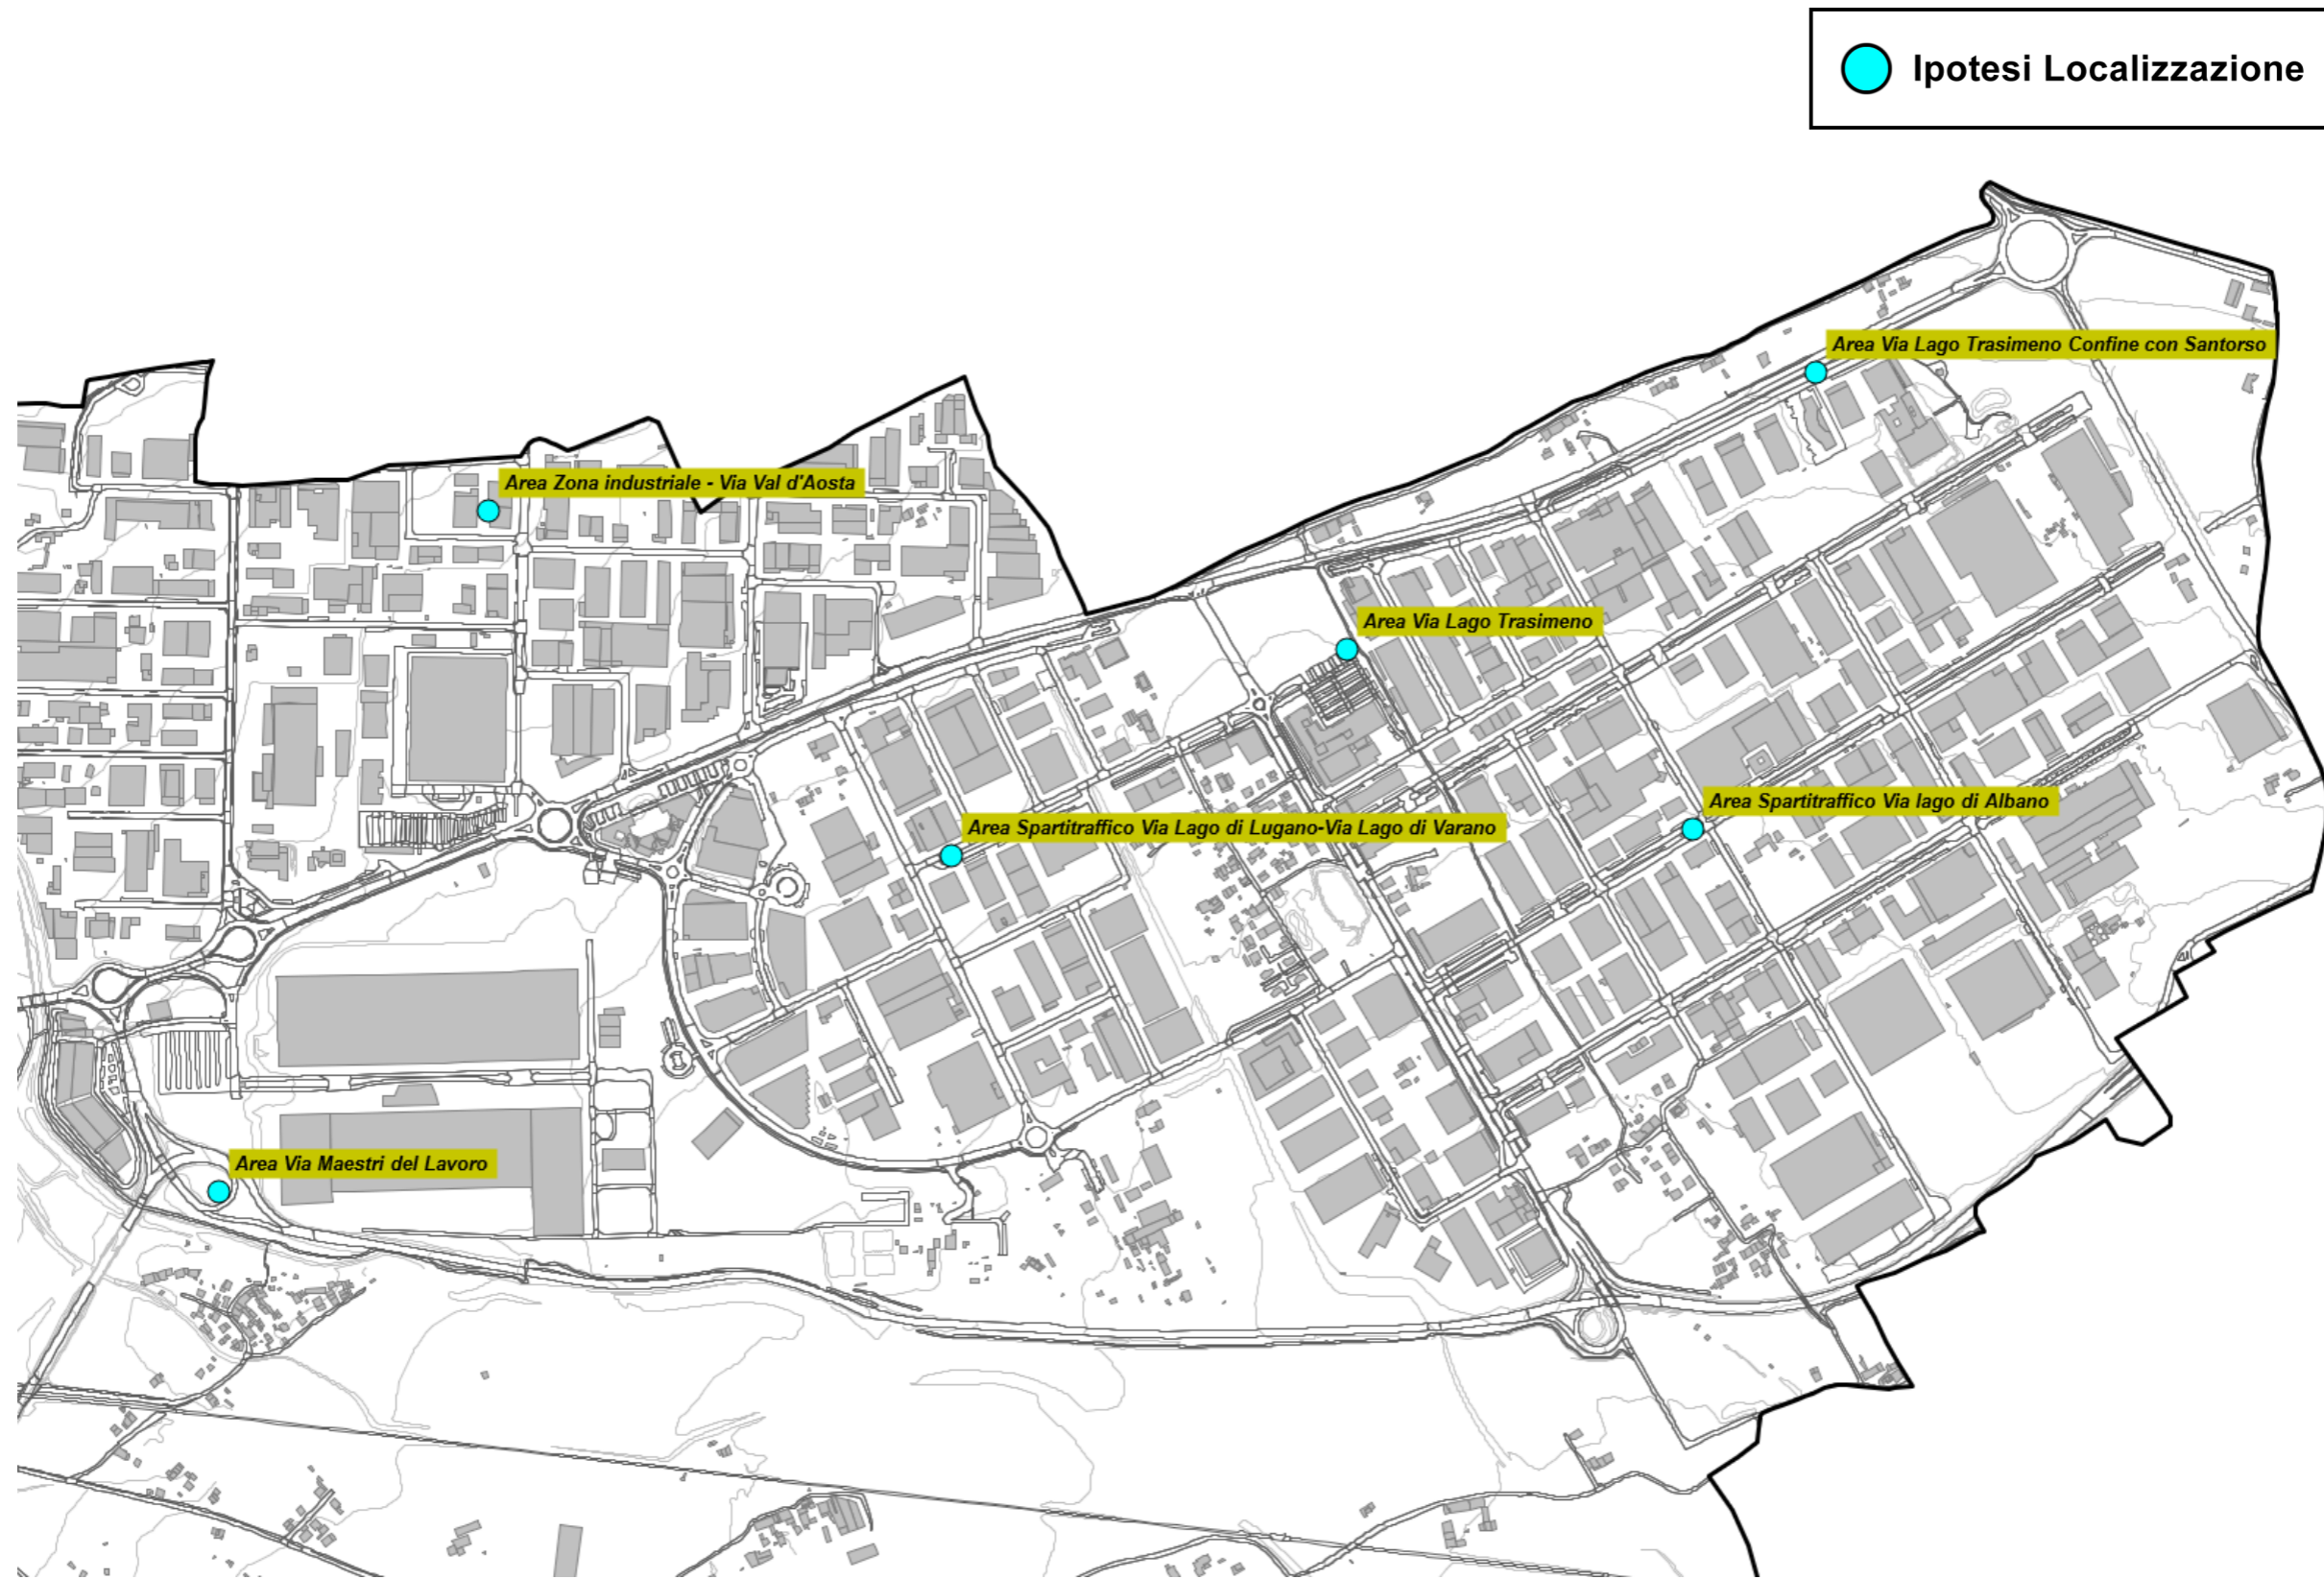 Ipotesi Localizzazione
Area Via Lago Trasimeno Confine con Santorso
Area Zona industriale - Via Val d'Aosta
Area Via Lago Trasimeno
Area Spartitraffico Via lago di Albano
Area Spartitraffico Via Lago di Lugano-Via Lago di Varano
Area Via Maestri del Lavoro